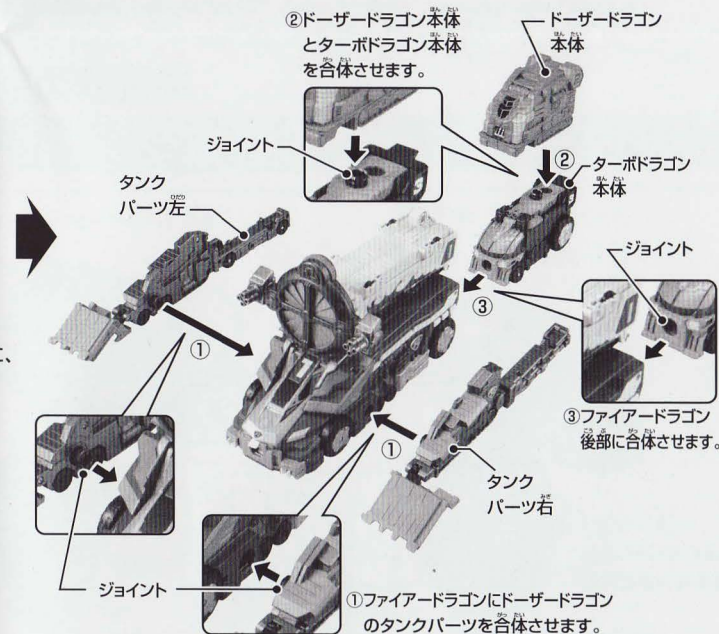 ②ドーザードラゴン本体
とターボドラゴン本体
を合体させます。
ドーザードラゴン
本体
ジョイント
②
ターボドラゴン
本体
タンク
パーツ左
ジョイント
③
①
③ファイアードラゴン
後部に合体させます。
①
タンク
パーツ右
ジョイント
①ファイアードラゴンにドーザードラゴン
のタンクパーツを合体させます。